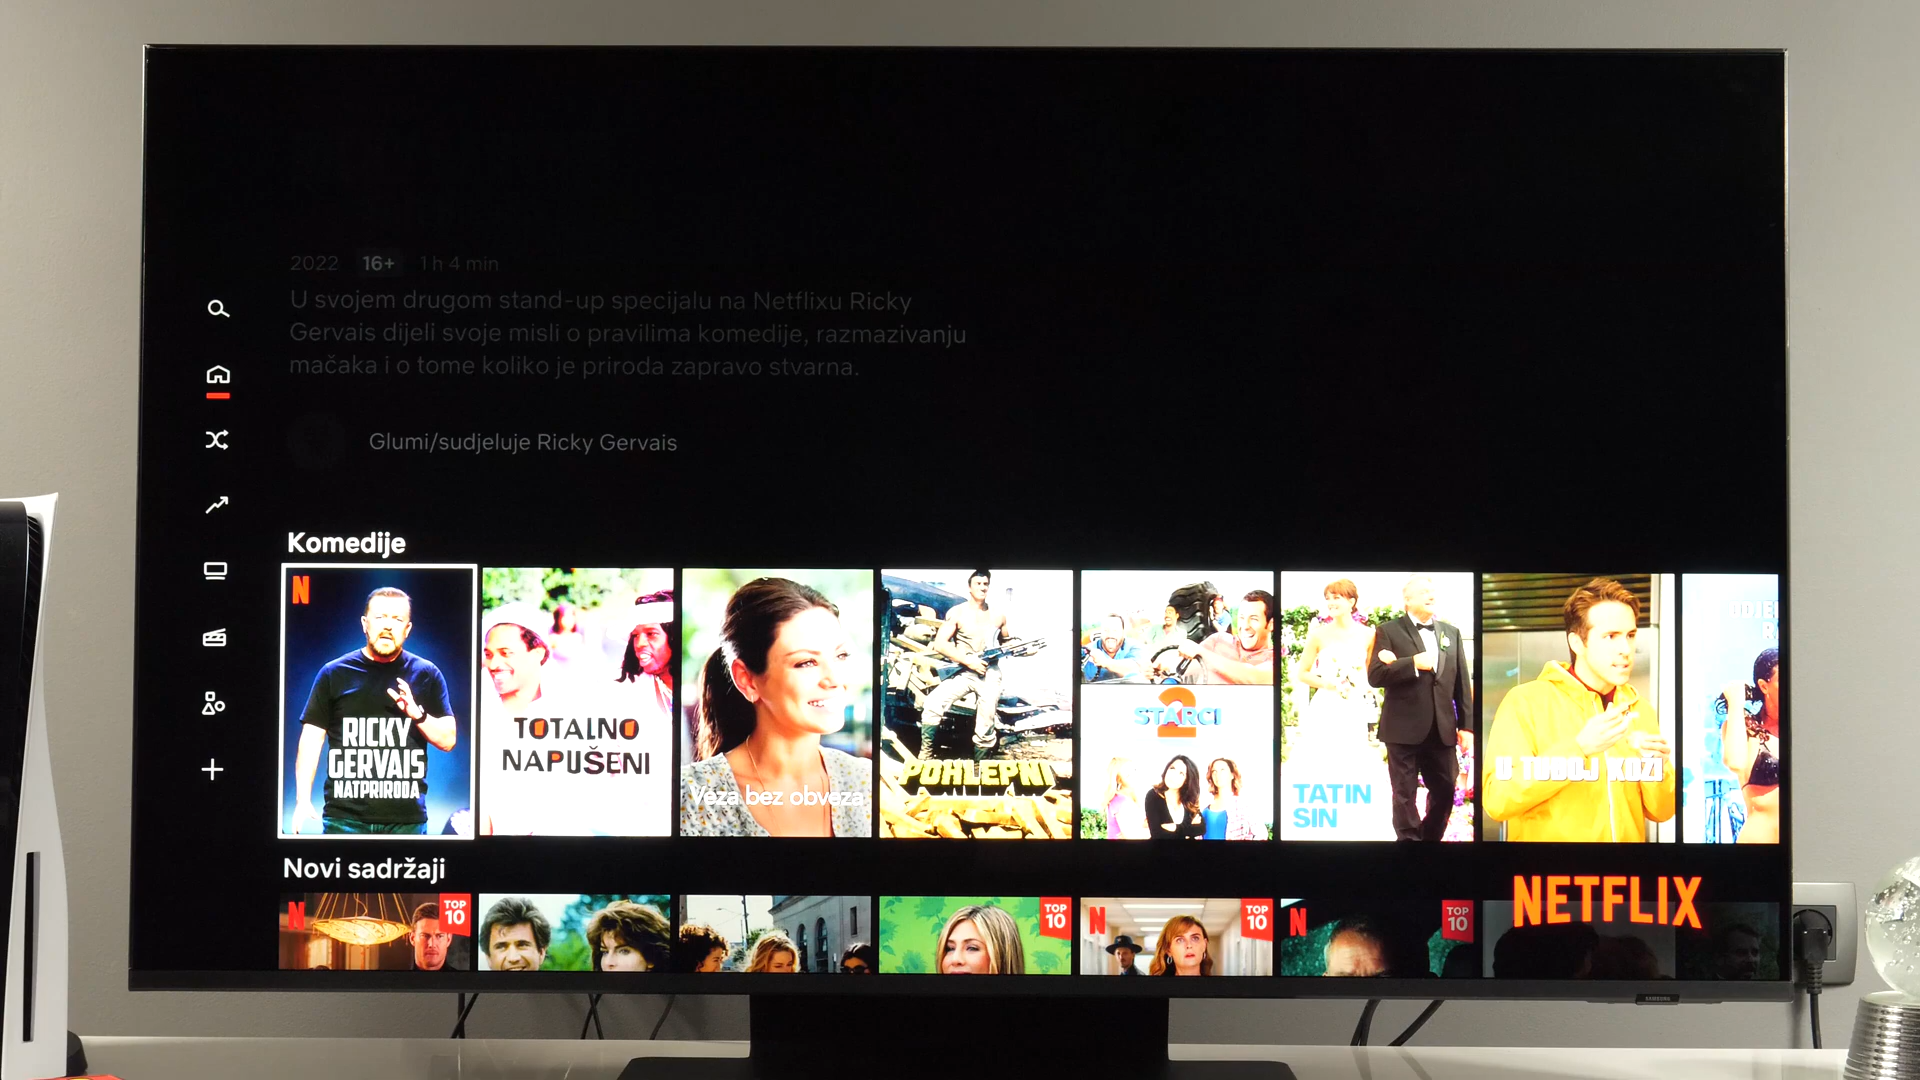 2022 16+ 1 h 4 min
U svojem drugom stand-up specijalu na Netflixu Ricky
Gervais dijeli svoje misli o pravilima komedije, razmazivanju
mačaka i o tome koliko je priroda zapravo stvarna.
Glumi/sudjeluje Ricky Gervais
Komedije
N
RICKY
GERVAIS
NATPRIRODA
TOTALNO
NAPUŠENI
Veza bez obveza
POHLEPNI
STARCI
2
TATIN
SIN
U TUĐOJ KOŽI
Novi sadržaji
N
TOP
10
TOP
10
N
TOP
10
N
TOP
10
NETFLIX
SAMSUNG